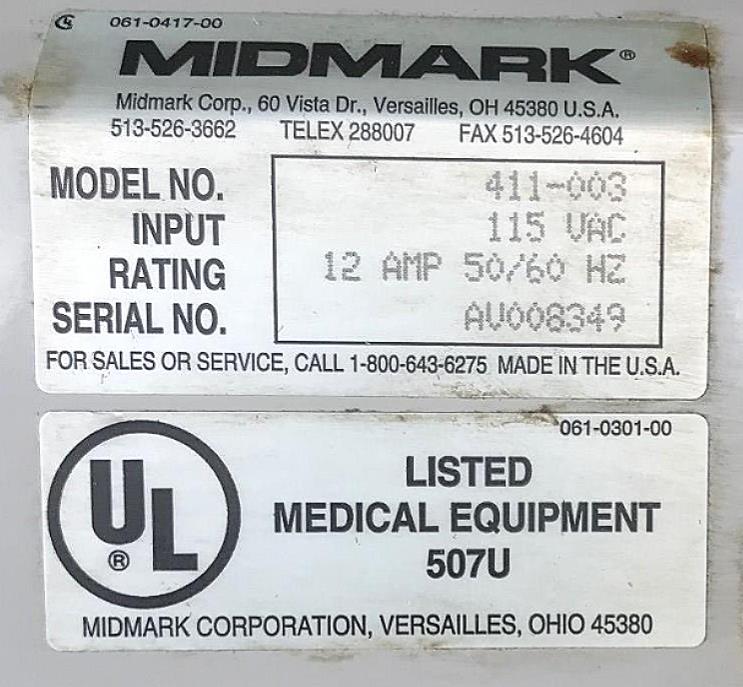 061-0417-00
MIDMARK®
Midmark Corp., 60 Vista Dr., Versailles, OH 45380 U.S.A.
513-526-3662 TELEX 288007 FAX 513-526-4604
MODEL NO. 411-003
INPUT 115 VAC
RATING 12 AMP 50/60 HZ
SERIAL NO. AV008349
FOR SALES OR SERVICE, CALL 1-800-643-6275 MADE IN THE U.S.A.
061-0301-00
UL®
LISTED
MEDICAL EQUIPMENT
507U
MIDMARK CORPORATION, VERSAILLES, OHIO 45380